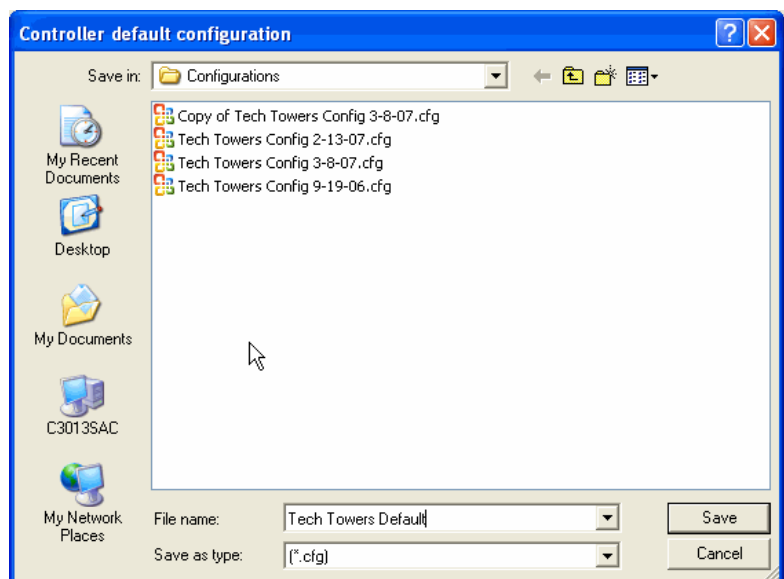 Controller default configuration
Save in: Configurations
Copy of Tech Towers Config 3-8-07.cfg
Tech Towers Config 2-13-07.cfg
Tech Towers Config 3-8-07.cfg
Tech Towers Config 9-19-06.cfg
My Recent
Documents
Desktop
My Documents
C3013SAC
My Network
Places
File name: Tech Towers Default Save
Save as type: (*.cfg) Cancel